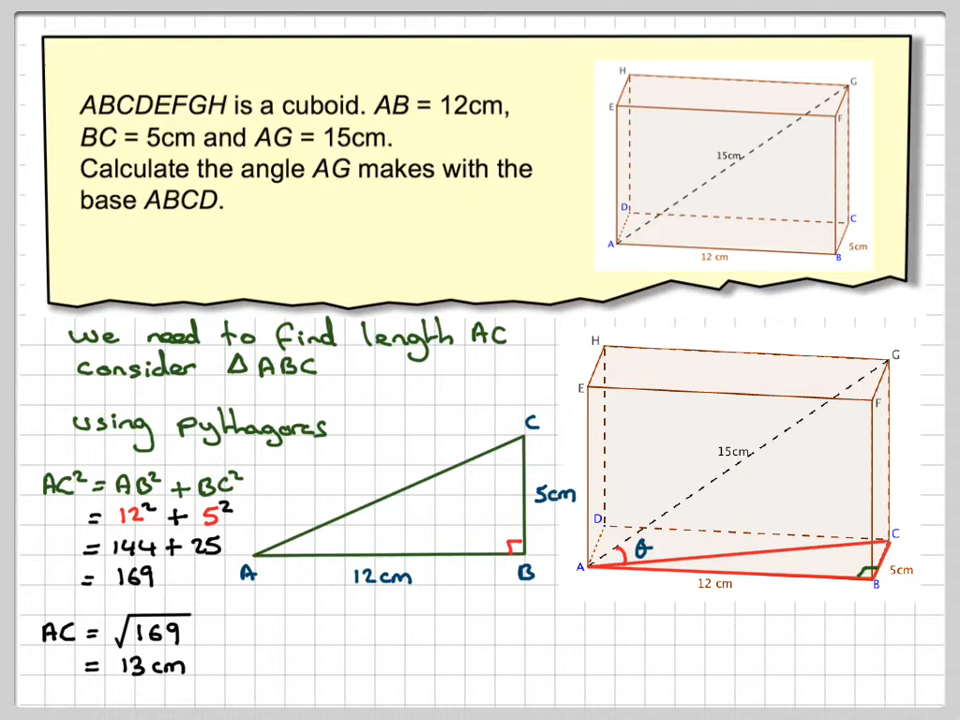 ABCDEFGH is a cuboid. AB = 12cm,
BC = 5cm and AG = 15cm.
Calculate the angle AG makes with the
base ABCD.
H
G
E
F
15cm
D
C
A
5cm
B
12 cm
we need to find length AC
consider Δ ABC
using pythagoras
AC² = AB² + BC²
= 12² + 5²
= 144 + 25
= 169
AC = √169
= 13 cm
C
5cm
A
12cm
B
H
G
E
F
15cm
D
C
θ
A
5cm
12 cm
B